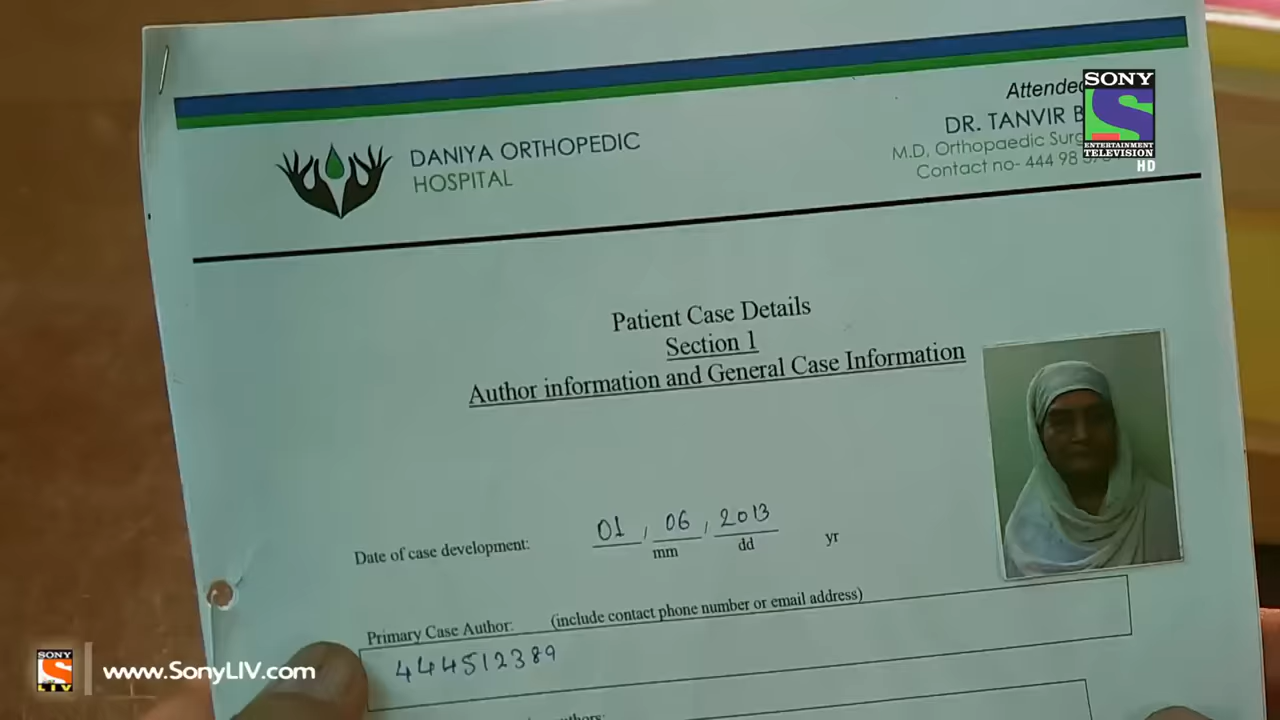 Attended
DR. TANVIR
M.D, Orthopaedic
Contact no- 444 98
SONY
ENTERTAINMENT
TELEVISION
HD
DANIYA ORTHOPEDIC
HOSPITAL
Patient Case Details
Section 1
Author information and General Case Information
Date of case development: 01, 06, 2013
mm dd yr
Primary Case Author: (include contact phone number or email address)
444512389
SONY
LIV
www.SonyLIV.com